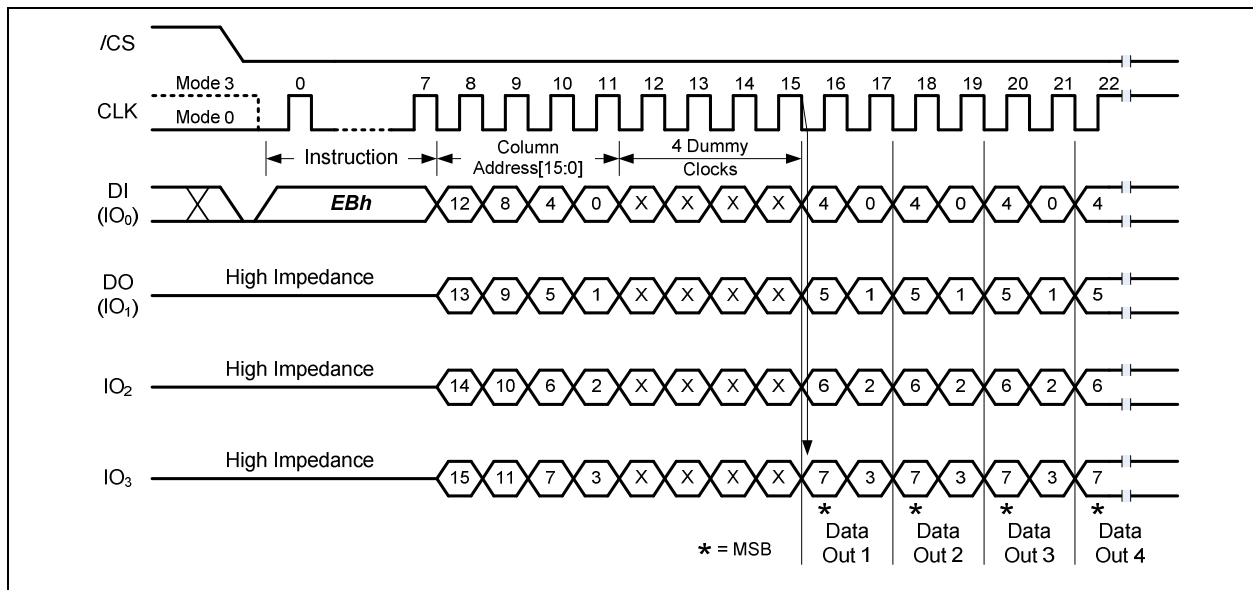 /CS
Mode 3 0 7 8 9 10 11 12 13 14 15 16 17 18 19 20 21 22
CLK
Mode 0
Instruction
Column
Address[15:0]
4 Dummy
Clocks
DI
(IO0)
EBh 12 8 4 0 X X X X 4 0 4 0 4 0 4
DO
(IO1)
High Impedance
13 9 5 1 X X X X 5 1 5 1 5 1 5
IO2
High Impedance
14 10 6 2 X X X X 6 2 6 2 6 2 6
IO3
High Impedance
15 11 7 3 X X X X 7 3 7 3 7 3 7
* * * *
* = MSB
Data
Out 1
Data
Out 2
Data
Out 3
Data
Out 4